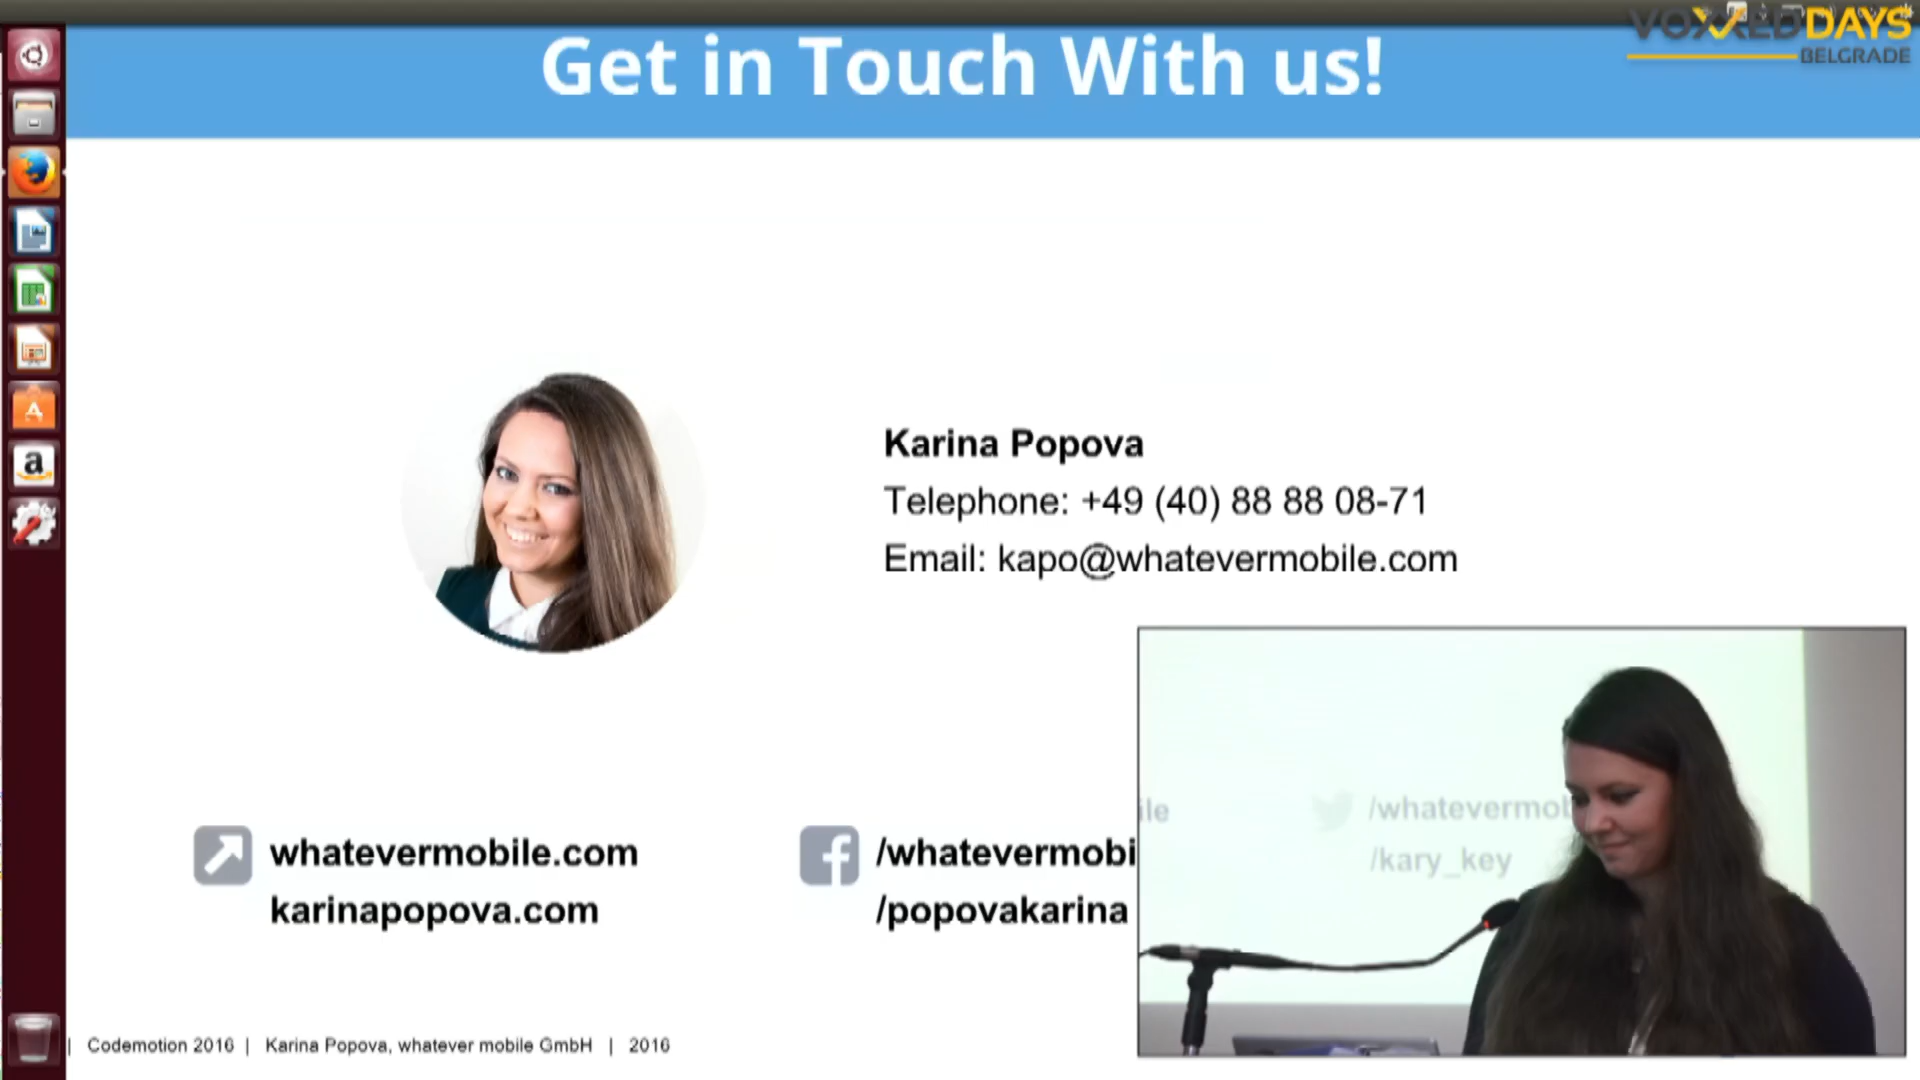 Get in Touch With us!
VOXXED DAYS
BELGRADE
Karina Popova
Telephone: +49 (40) 88 88 08-71
Email: kapo@whatevermobile.com
whatevermobile.com
karinapopova.com
/whatevermobi
/popovakarina
ile
/whatevermob
/kary_key
| Codemotion 2016 | Karina Popova, whatever mobile GmbH | 2016